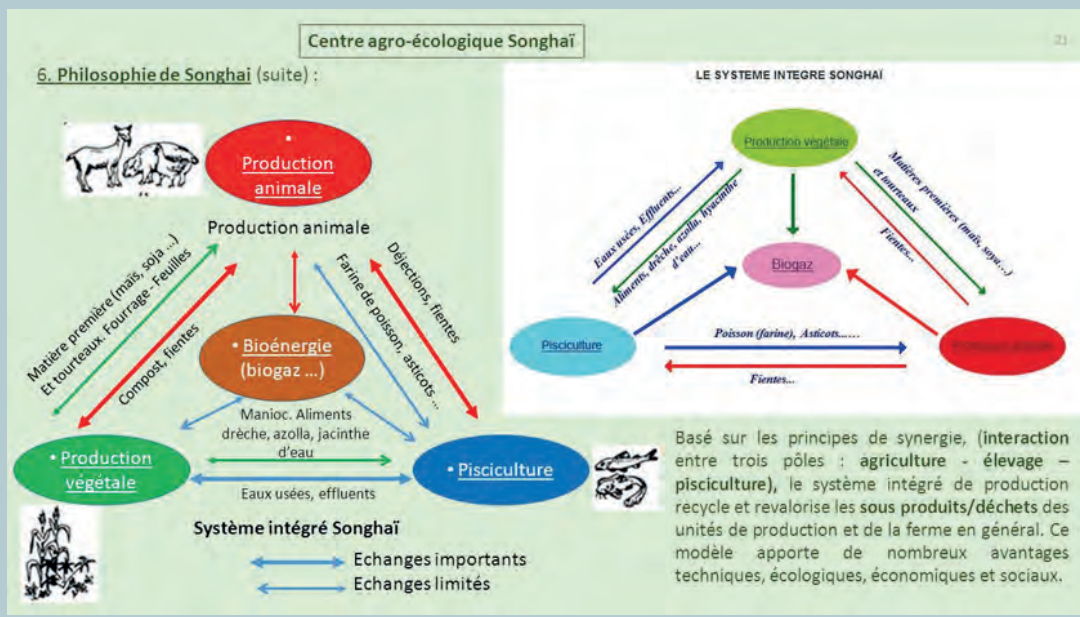 Centre agro-écologique Songhaï
21
6. Philosophie de Songhai (suite) :
• Production
animale
Production animale
Matière première (maïs, soja ...)
Et tourteaux. Fourrage - Feuilles
Compost, fientes
Farine de poisson, asticots ...
Déjections, fientes
• Bioénergie
(biogaz ...)
Manioc. Aliments
drèche, azolla, jacinthe
d'eau
• Production
végétale
• Pisciculture
Eaux usées, effluents
Système intégré Songhaï
Echanges importants
Echanges limités
LE SYSTEME INTEGRE SONGHAÏ
Production végétale
Eaux usées, Effluents...
Aliments, drèche, azolla, hyacinthe
d'eau...
Matières premières (maïs, soya...)
et tourteaux
Fientes...
Biogaz
Pisciculture
Poisson (farine), Asticots......
Fientes...
Basé sur les principes de synergie, (interaction
entre trois pôles : agriculture - élevage –
pisciculture), le système intégré de production
recycle et revalorise les sous produits/déchets des
unités de production et de la ferme en général. Ce
modèle apporte de nombreux avantages
techniques, écologiques, économiques et sociaux.